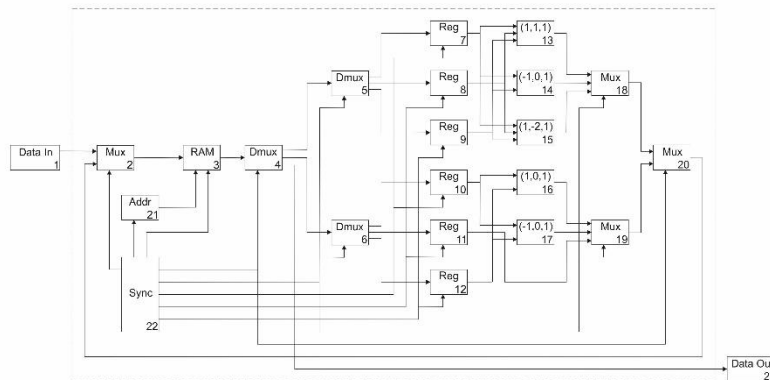 Data In
1
Mux
2
RAM
3
Dmux
4
Dmux
5
Dmux
6
Reg
7
Reg
8
Reg
9
Reg
10
Reg
11
Reg
12
(1,1,1)
13
(-1,0,1)
14
(1,-2,1)
15
(1,0,1)
16
(-1,0,1)
17
Mux
18
Mux
19
Mux
20
Addr
21
Sync
22
Data Ou
2